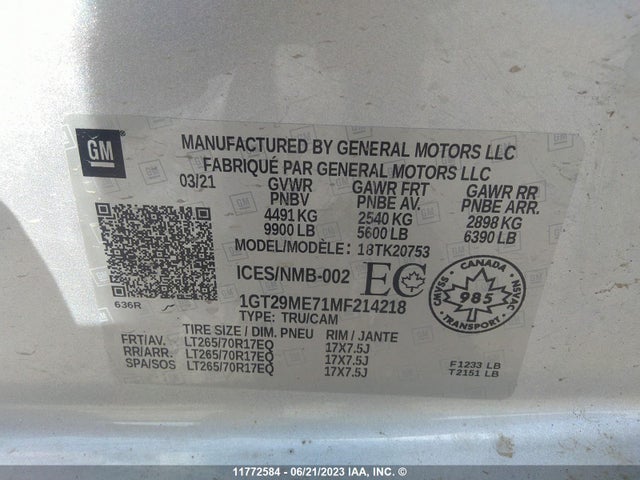 GM
MANUFACTURED BY GENERAL MOTORS LLC
FABRIQUÉ PAR GENERAL MOTORS LLC
03/21 GVWR GAWR FRT GAWR RR
PNBV PNBE AV. PNBE ARR.
4491 KG 2540 KG 2898 KG
9900 LB 5600 LB 6390 LB
MODEL/MODÈLE: 18TK20753
ICES/NMB-002 EC
CANADA
CMVSS 985 NSVAC
TRANSPORT
636R
1GT29ME71MF214218
TYPE: TRU/CAM
TIRE SIZE / DIM. PNEU RIM / JANTE
FRT/AV. LT265/70R17EQ 17X7.5J
RR/ARR. LT265/70R17EQ 17X7.5J
SPA/SOS LT265/70R17EQ 17X7.5J
F1233 LB
T2151 LB
11772584 - 06/21/2023 IAA, INC. ©